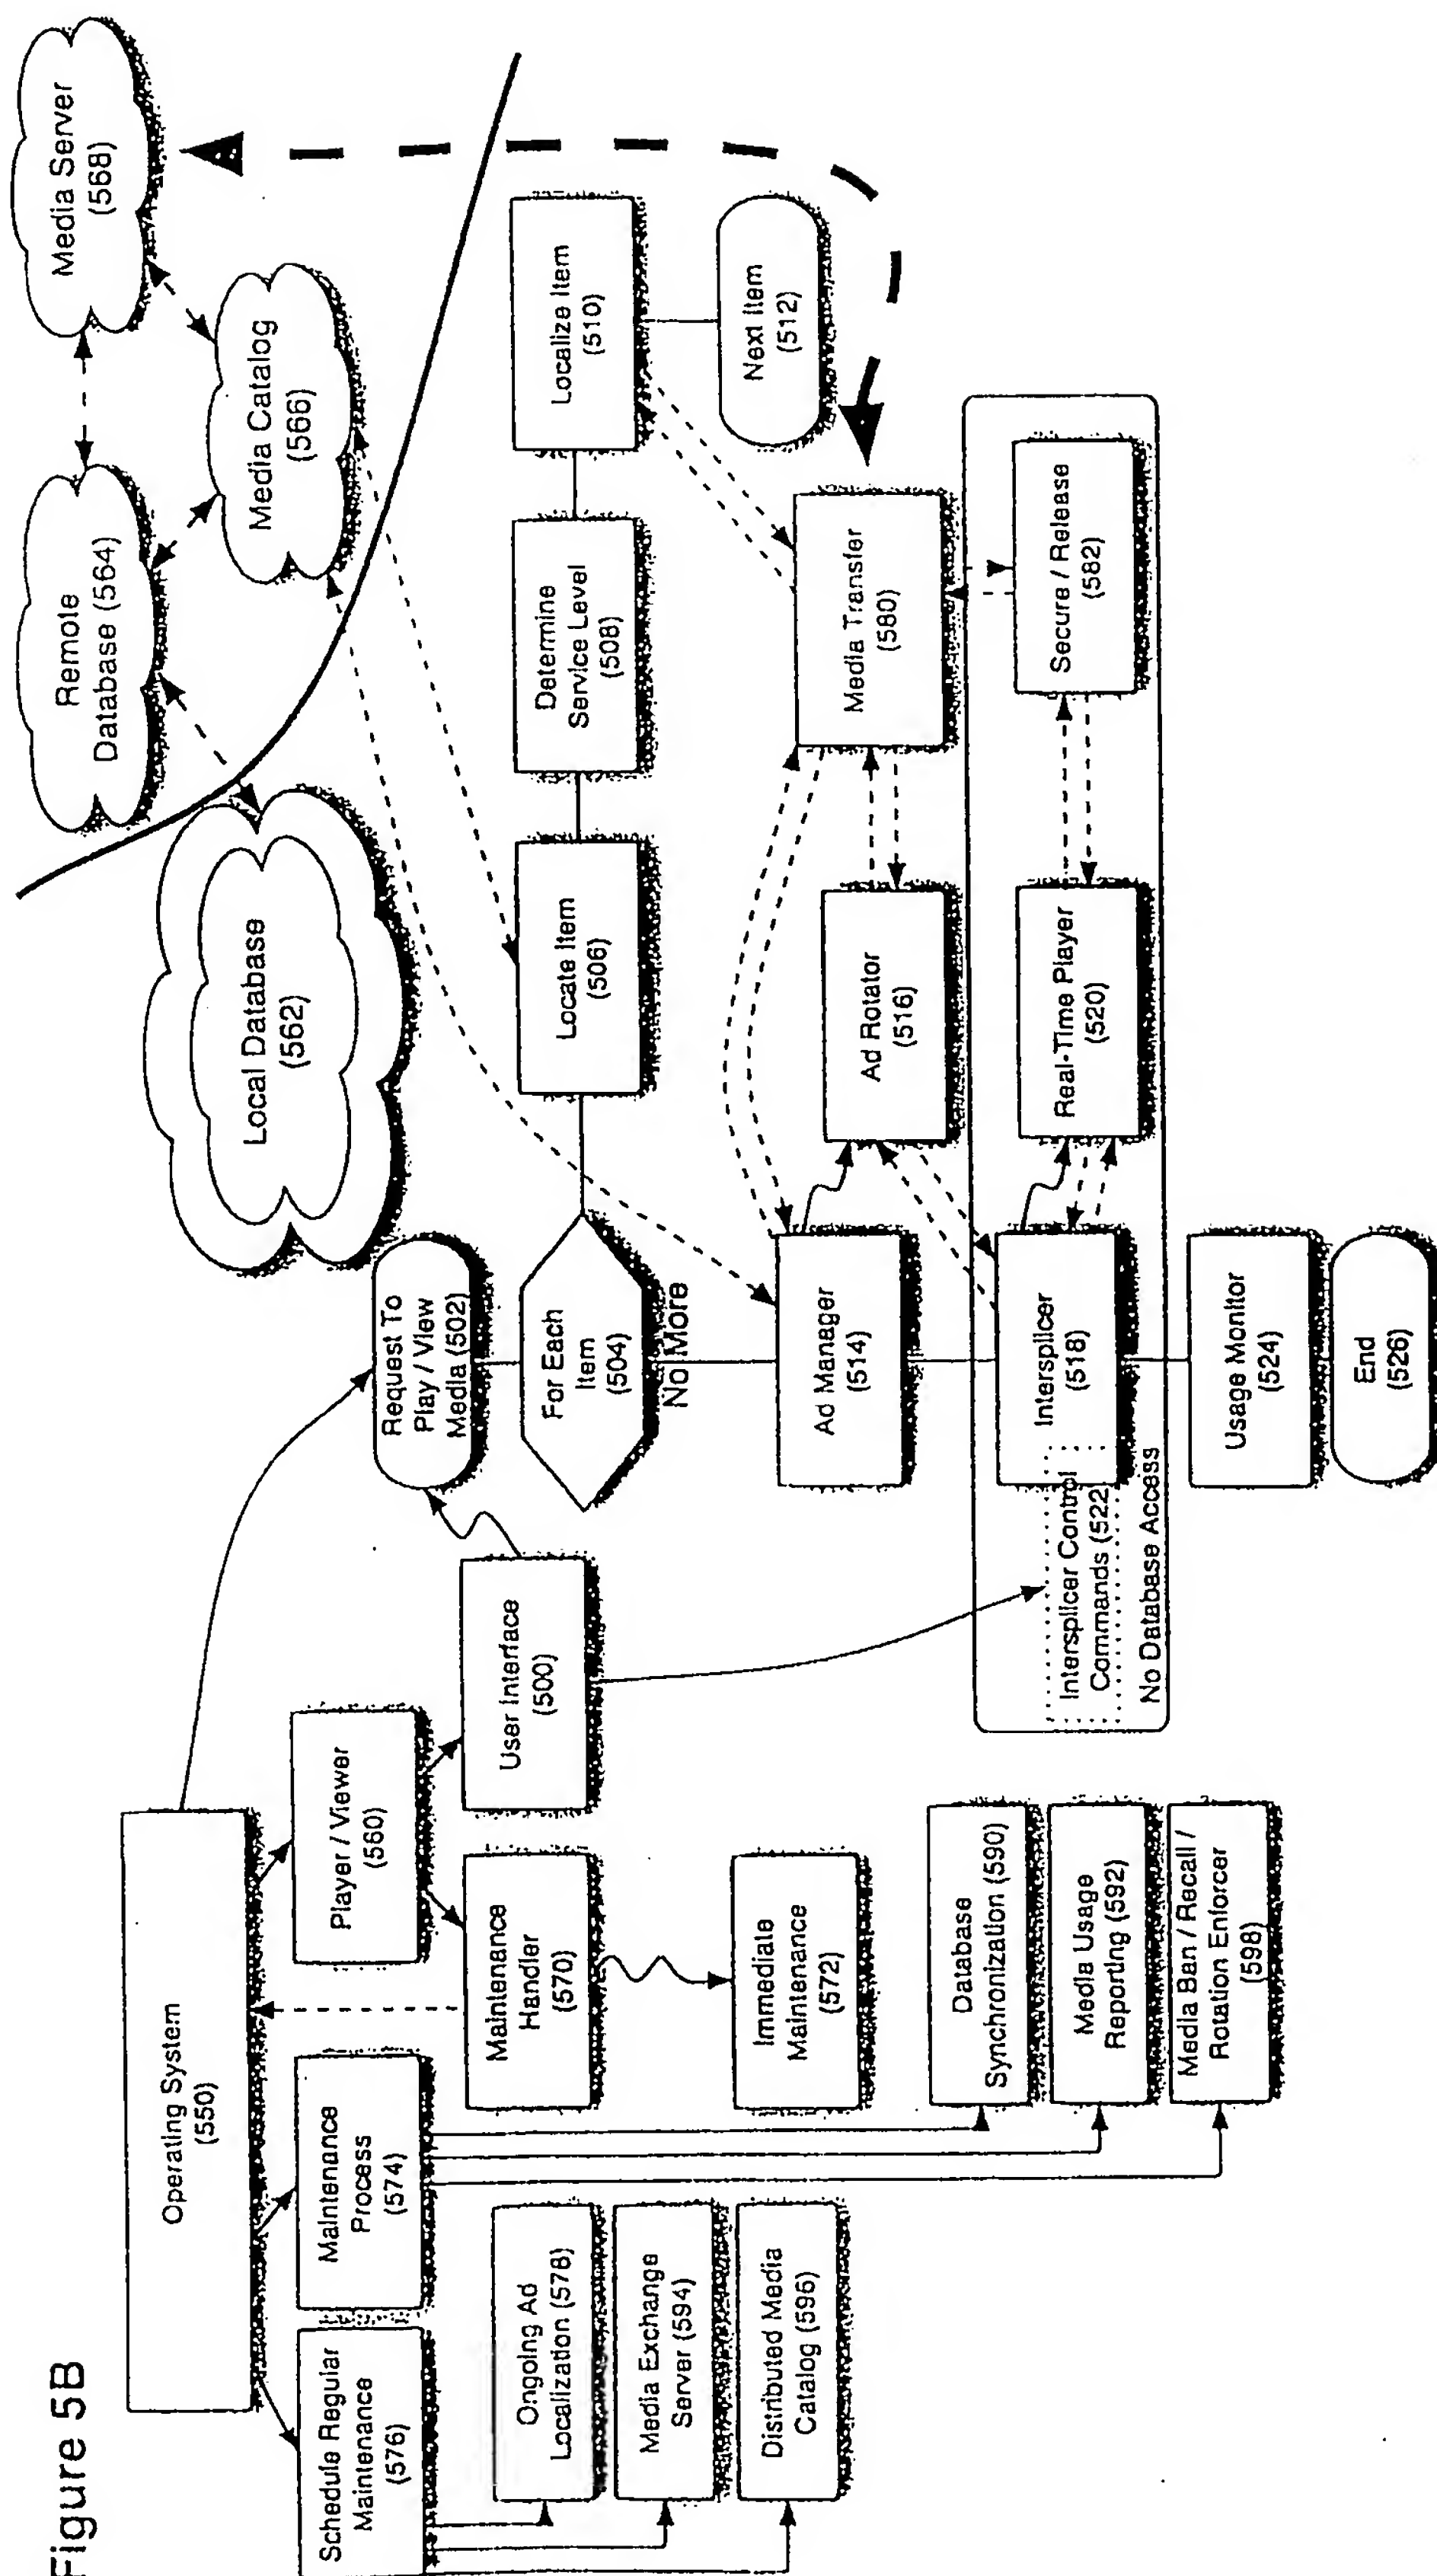 Figure 5B
Operating System
(550)
Schedule Regular
Maintenance
(576)
Maintenance
Process
(574)
Player / Viewer
(560)
Maintenance
Handler
(570)
User Interface
(500)
Ongoing Ad
Localization (578)
Media Exchange
Server (594)
Distributed Media
Catalog (596)
Immediate
Maintenance
(572)
Database
Synchronization (590)
Media Usage
Reporting (592)
Media Ban / Recall /
Rotation Enforcer
(598)
Request To
Play / View
Media (502)
For Each
Item
(504)
No More
Ad Manager
(514)
Intersplicer
(518)
Intersplicer Control
Commands (522
No Database Access
Usage Monitor
(524)
End
(526)
Local Database
(562)
Remote
Database (564)
Media Catalog
(566)
Media Server
(568)
Locate Item
(506)
Determine
Service Level
(508)
Localize Item
(510)
Next Item
(512)
Ad Rotator
(516)
Media Transfer
(580)
Real-Time Player
(520)
Secure / Release
(582)